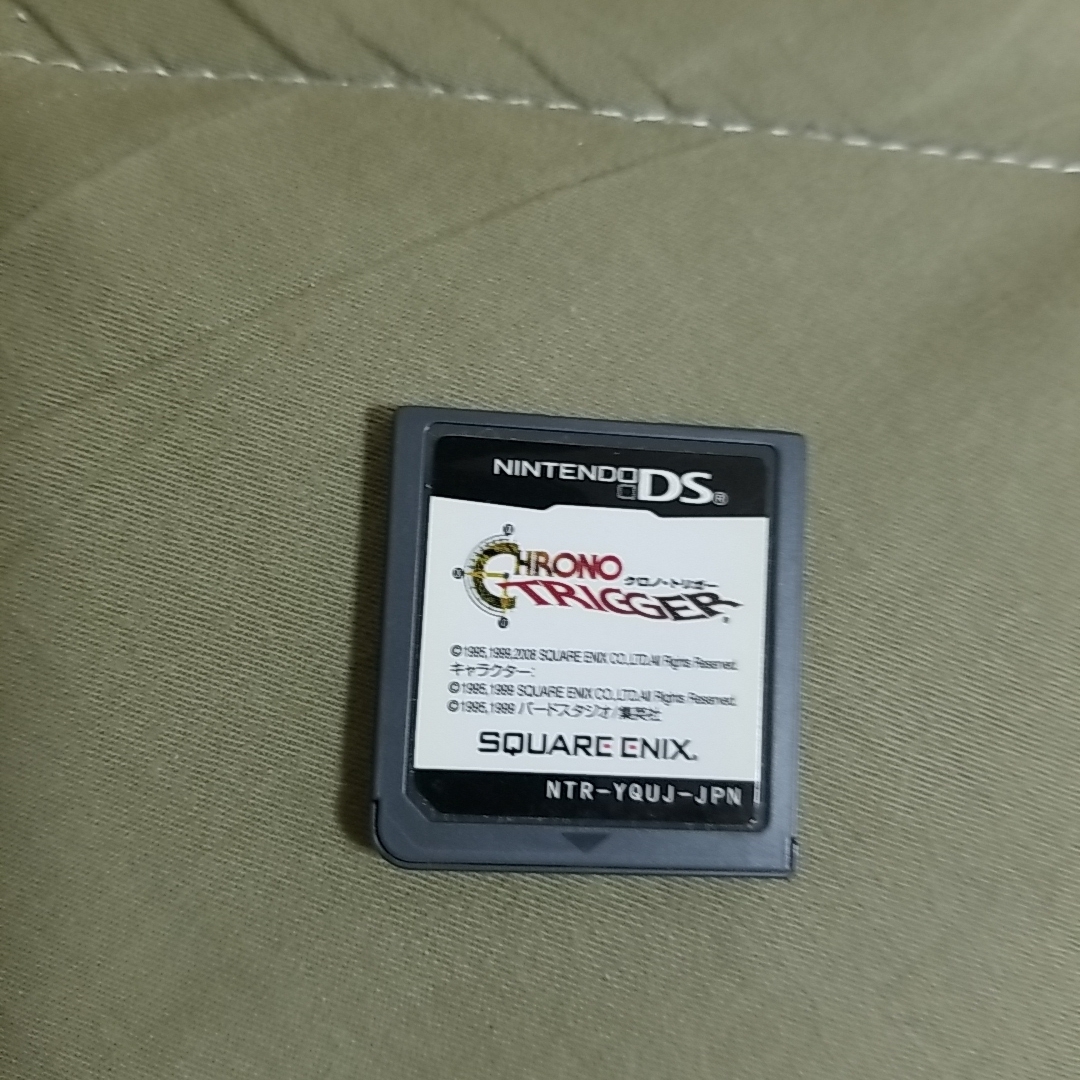 NINTENDO DS®
CHRONO
クロノ・トリガー
TRIGGER®
©1995,1999,2008 SQUARE ENIX CO.,LTD.All Rights Reserved.
キャラクター:
©1995,1999 SQUARE ENIX CO.,LTD.All Rights Reserved.
©1995,1999 バードスタジオ/集英社
SQUARE ENIX.
NTR-YQUJ-JPN